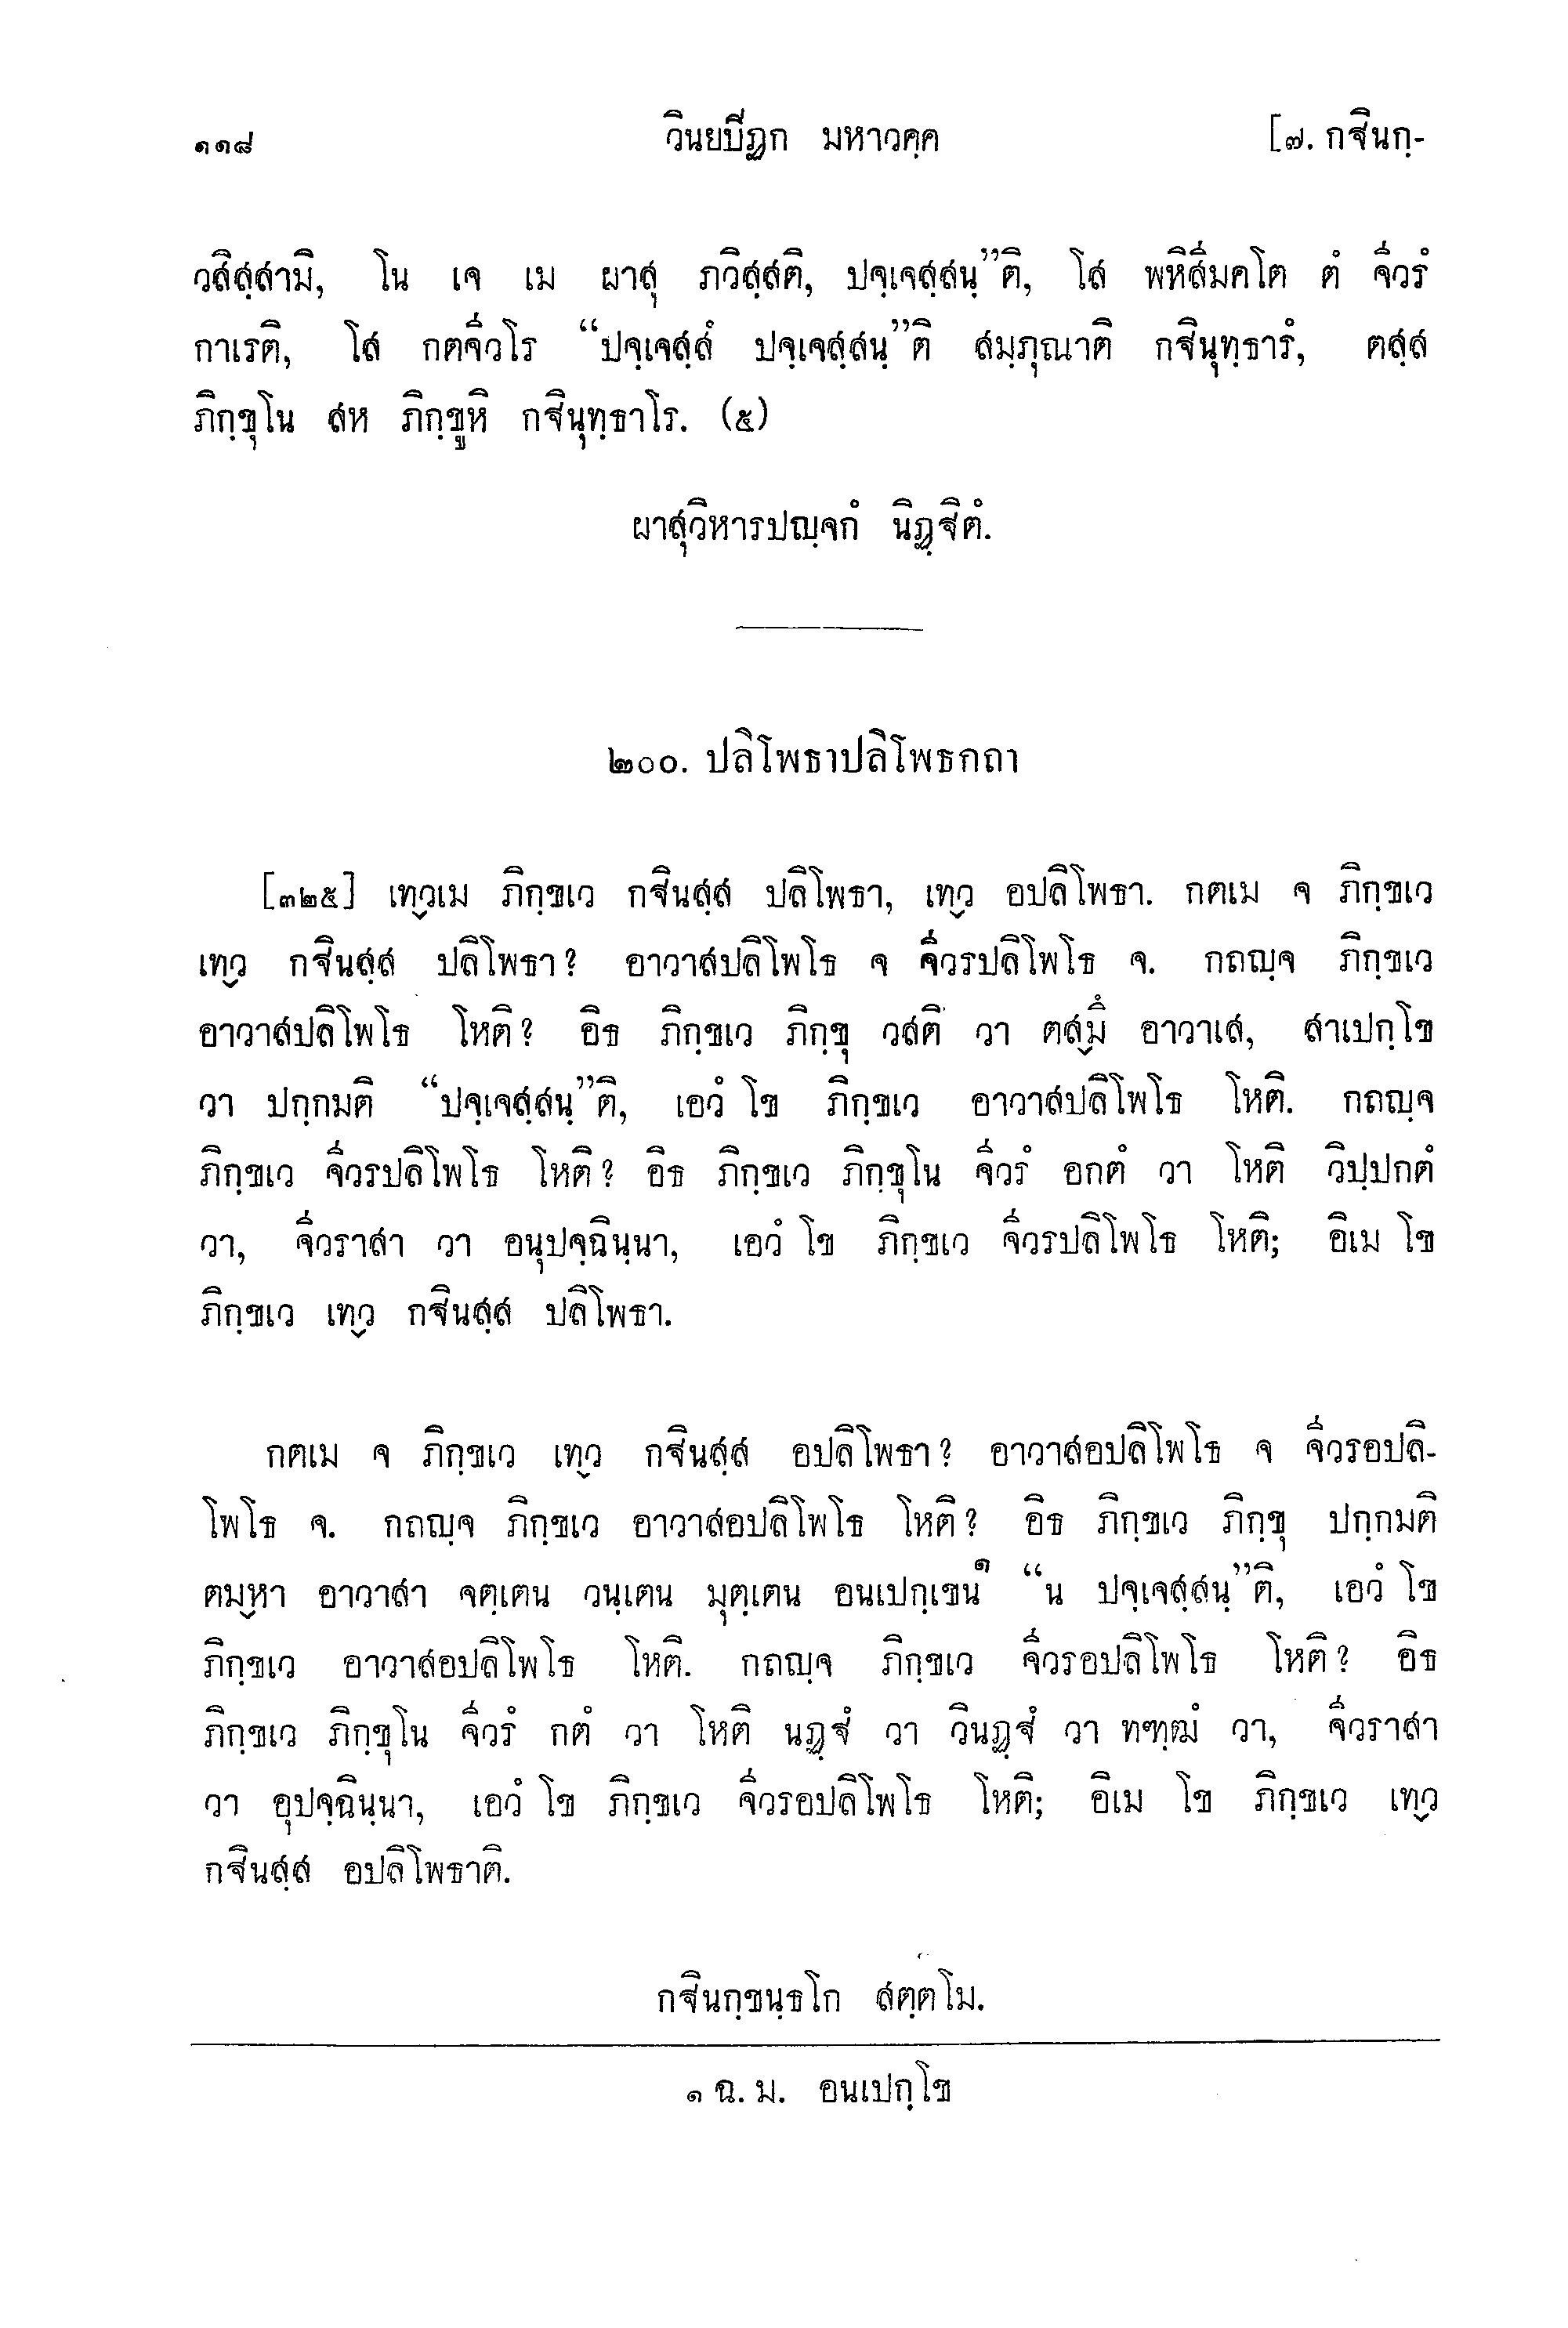 ๑๑๘ วินยบีฏก มหาวคฺค [๗. กฐินกฺ-
วสิสฺสามิ, โน เจ เม ผาสุ ภวิสฺสติ, ปจฺเจสฺสนฺ”ติ, โส พหิสีมคโต ตํ จีวรํ
กาเรติ, โส กตจีวโร “ปจฺเจสฺสํ ปจฺเจสฺสนฺ”ติ สมฺภุณาติ กฐินุทฺธารํ, ตสฺส
ภิกฺขุโน สห ภิกฺขูหิ กฐินุทฺธาโร. (๕)
ผาสุวิหารปญฺจกํ นิฏฺฐิตํ.
๒๐๐. ปลิโพธาปลิโพธกถา
[๓๒๕] เทฺวเม ภิกฺขเว กฐินสฺส ปลิโพธา, เทฺว อปลิโพธา. กตเม จ ภิกฺขเว
เทฺว กฐินสฺส ปลิโพธา? อาวาสปลิโพโธ จ จีวรปลิโพโธ จ. กถญฺจ ภิกฺขเว
อาวาสปลิโพโธ โหติ? อิธ ภิกฺขเว ภิกฺขุ วสติ วา ตสฺมึ อาวาเส, สาเปกฺโข
วา ปกฺกมติ “ปจฺเจสฺสนฺ”ติ, เอวํ โข ภิกฺขเว อาวาสปลิโพโธ โหติ. กถญฺจ
ภิกฺขเว จีวรปลิโพโธ โหติ? อิธ ภิกฺขเว ภิกฺขุโน จีวรํ อกตํ วา โหติ วิปฺปกตํ
วา, จีวราสา วา อนุปจฺฉินฺนา, เอวํ โข ภิกฺขเว จีวรปลิโพโธ โหติ; อิเม โข
ภิกฺขเว เทฺว กฐินสฺส ปลิโพธา.
กตเม จ ภิกฺขเว เทฺว กฐินสฺส อปลิโพธา? อาวาสอปลิโพโธ จ จีวรอปลิ-
โพโธ จ. กถญฺจ ภิกฺขเว อาวาสอปลิโพโธ โหติ? อิธ ภิกฺขเว ภิกฺขุ ปกฺกมติ
ตมฺหา อาวาสา จตฺเตน วนฺเตน มุตฺเตน อนเปกฺเขน๑ “น ปจฺเจสฺสนฺ”ติ, เอวํ โข
ภิกฺขเว อาวาสอปลิโพโธ โหติ. กถญฺจ ภิกฺขเว จีวรอปลิโพโธ โหติ? อิธ
ภิกฺขเว ภิกฺขุโน จีวรํ กตํ วา โหติ นฏฺฐํ วา วินฏฺฐํ วา ทฑฺฒํ วา, จีวราสา
วา อุปจฺฉินฺนา, เอวํ โข ภิกฺขเว จีวรอปลิโพโธ โหติ; อิเม โข ภิกฺขเว เทฺว
กฐินสฺส อปลิโพธาติ.
กฐินกฺขนฺธโก สตฺตโม.
๑ ฉ. ม. อนเปกฺโข